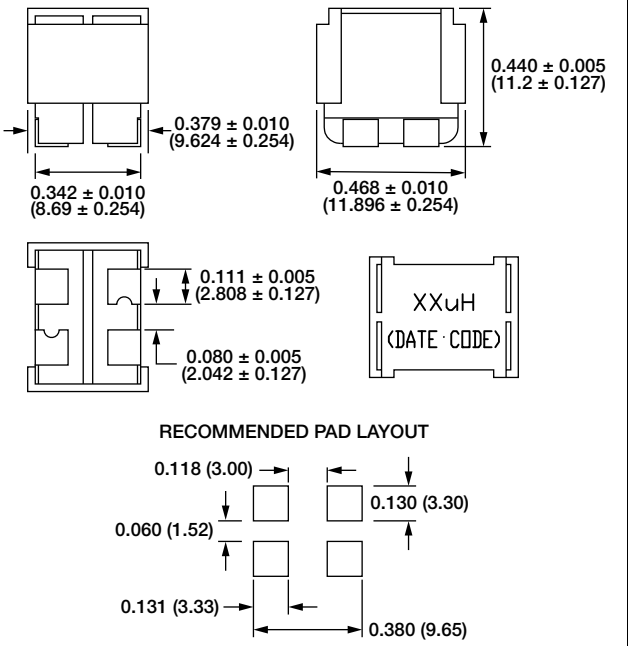 0.440 ± 0.005
(11.2 ± 0.127)
0.379 ± 0.010
(9.624 ± 0.254)
0.342 ± 0.010
(8.69 ± 0.254)
0.468 ± 0.010
(11.896 ± 0.254)
0.111 ± 0.005
(2.808 ± 0.127)
0.080 ± 0.005
(2.042 ± 0.127)
XXuH
(DATE CODE)
RECOMMENDED PAD LAYOUT
0.118 (3.00)
0.130 (3.30)
0.060 (1.52)
0.131 (3.33)
0.380 (9.65)